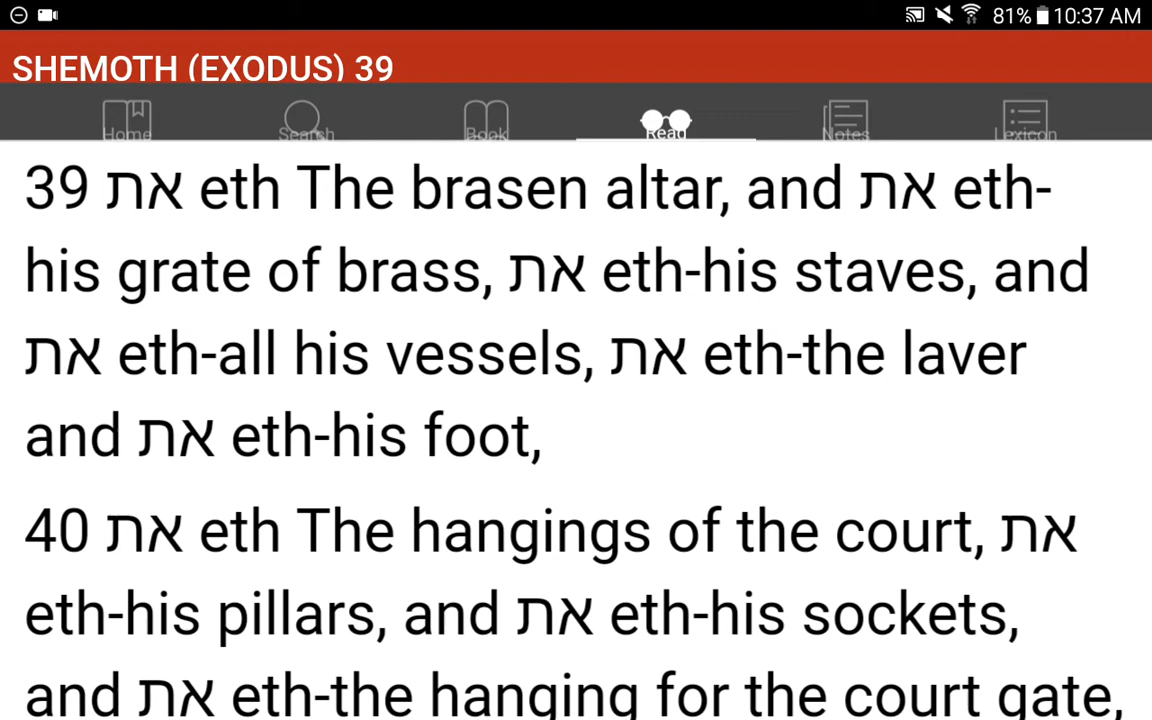 81% 10:37 AM
SHEMOTH (EXODUS) 39
Home Search Book Read Notes Lexicon
39 את eth The brasen altar, and את eth-
his grate of brass, את eth-his staves, and
את eth-all his vessels, את eth-the laver
and את eth-his foot,
40 את eth The hangings of the court, את
eth-his pillars, and את eth-his sockets,
and את eth-the hanging for the court gate,